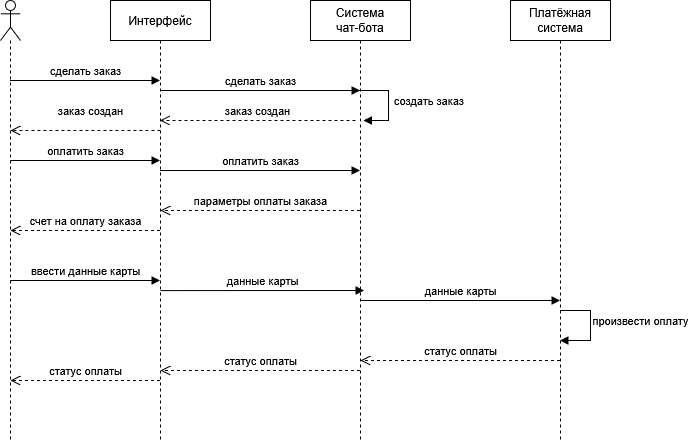 Интерфейс
Система
чат-бота
Платёжная
система
сделать заказ
сделать заказ
создать заказ
заказ создан
заказ создан
оплатить заказ
оплатить заказ
параметры оплаты заказа
счет на оплату заказа
ввести данные карты
данные карты
данные карты
произвести оплату
статус оплаты
статус оплаты
статус оплаты